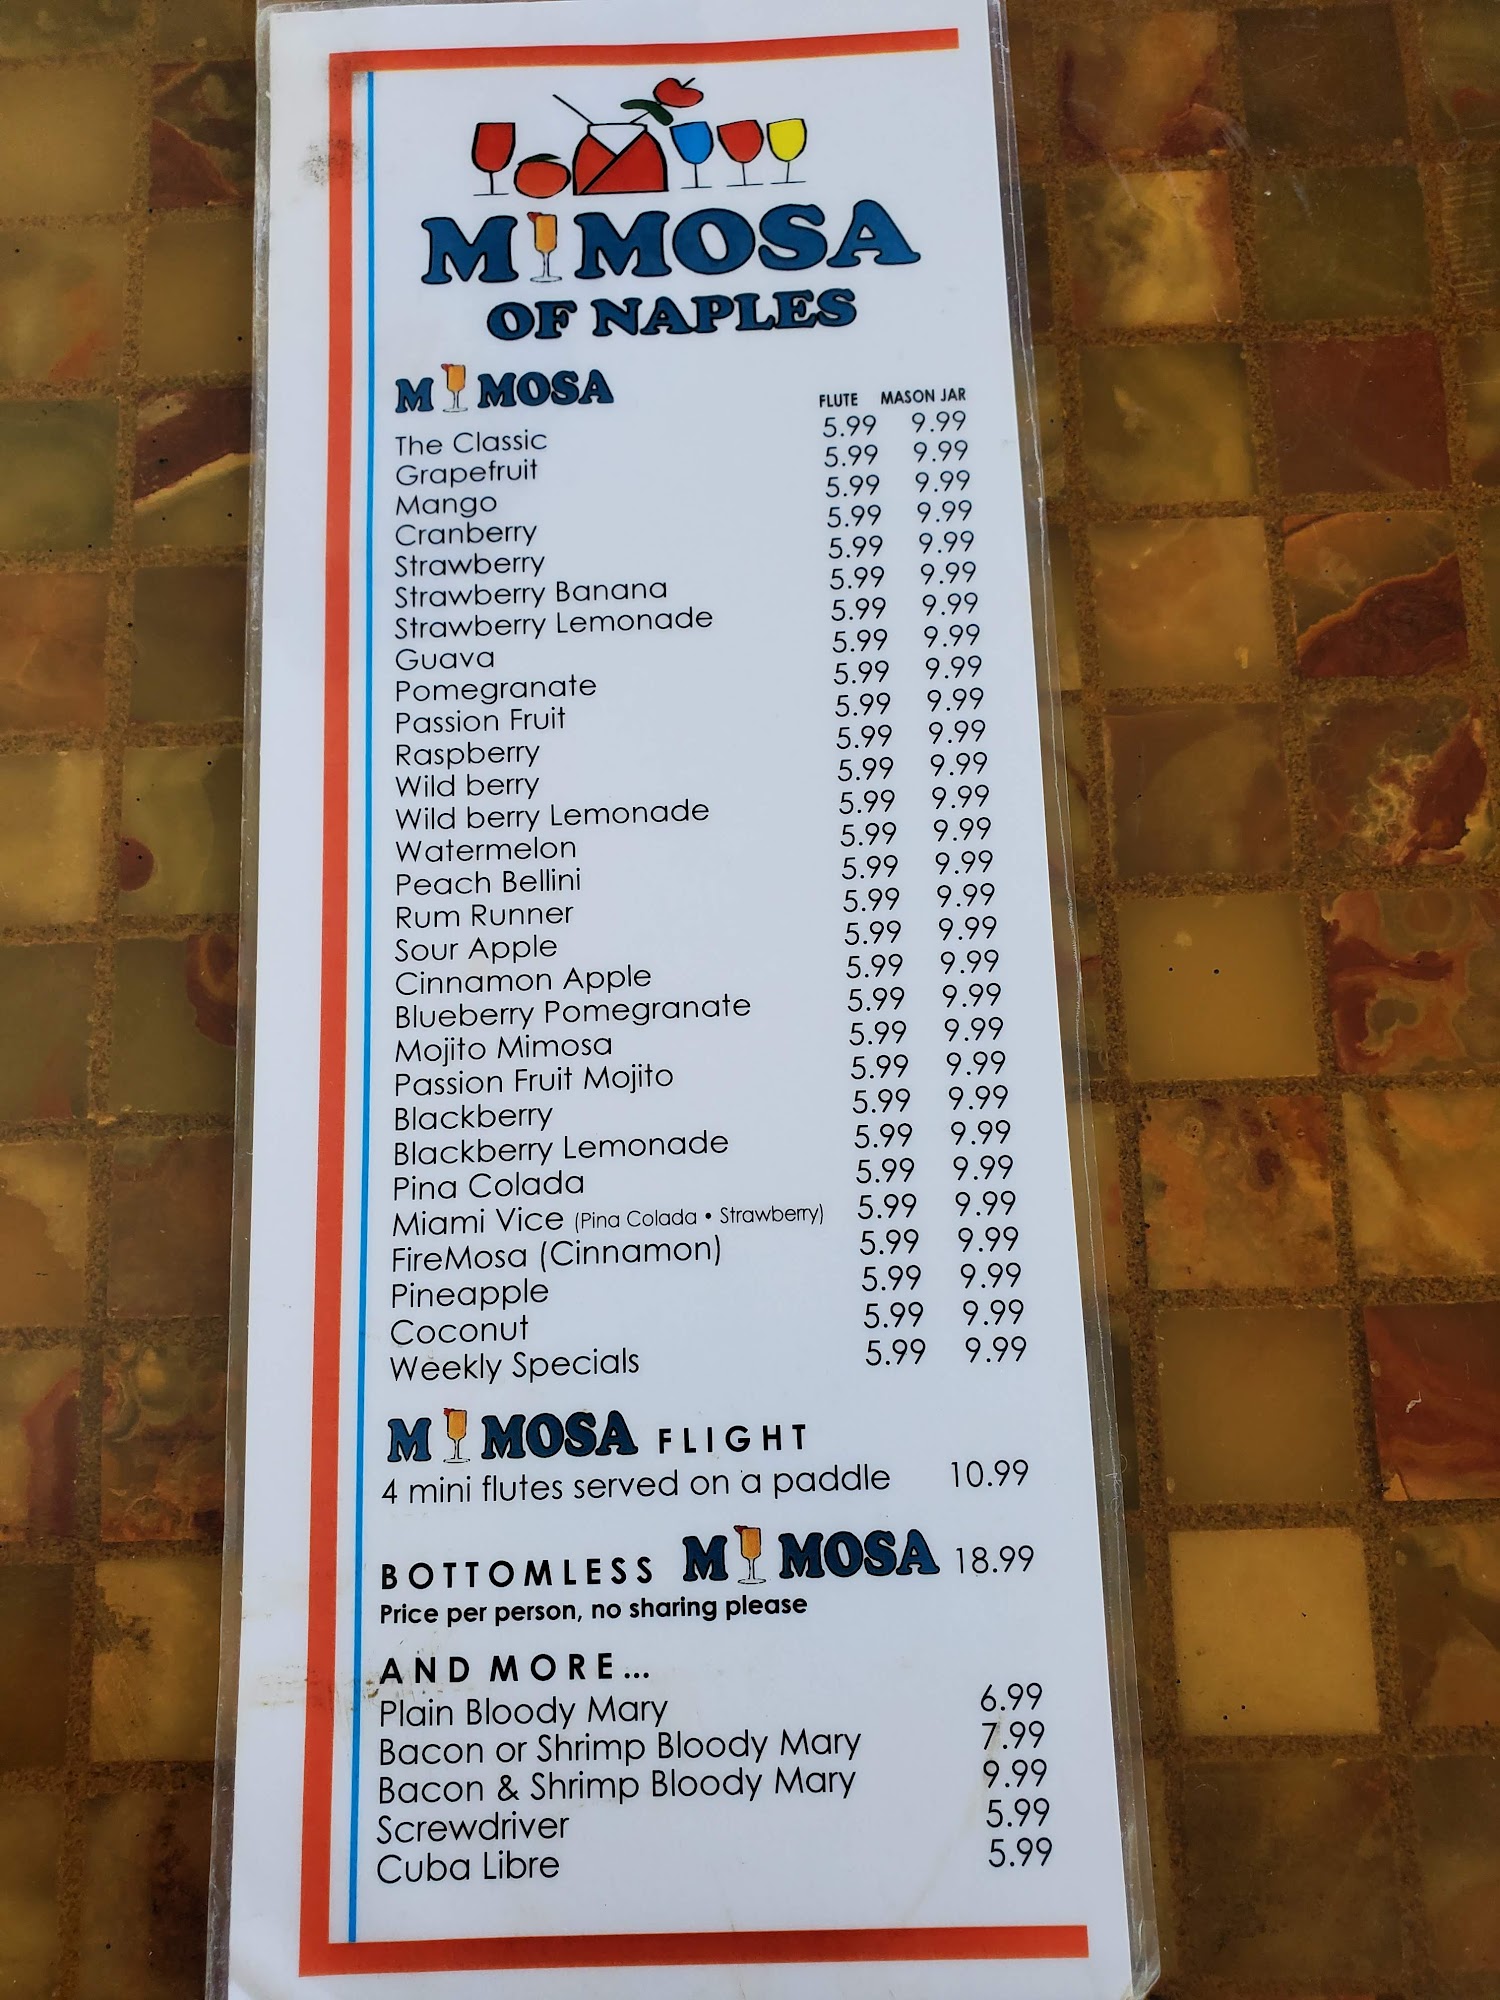 MIMOSA
OF NAPLES
MIMOSA FLUTE MASON JAR
The Classic 5.99 9.99
Grapefruit 5.99 9.99
Mango 5.99 9.99
Cranberry 5.99 9.99
Strawberry 5.99 9.99
Strawberry Banana 5.99 9.99
Strawberry Lemonade 5.99 9.99
Guava 5.99 9.99
Pomegranate 5.99 9.99
Passion Fruit 5.99 9.99
Raspberry 5.99 9.99
Wild berry 5.99 9.99
Wild berry Lemonade 5.99 9.99
Watermelon 5.99 9.99
Peach Bellini 5.99 9.99
Rum Runner 5.99 9.99
Sour Apple 5.99 9.99
Cinnamon Apple 5.99 9.99
Blueberry Pomegranate 5.99 9.99
Mojito Mimosa 5.99 9.99
Passion Fruit Mojito 5.99 9.99
Blackberry 5.99 9.99
Blackberry Lemonade 5.99 9.99
Pina Colada 5.99 9.99
Miami Vice (Pina Colada • Strawberry) 5.99 9.99
FireMosa (Cinnamon) 5.99 9.99
Pineapple 5.99 9.99
Coconut 5.99 9.99
Weekly Specials 5.99 9.99
MIMOSA FLIGHT
4 mini flutes served on a paddle 10.99
BOTTOMLESS MIMOSA 18.99
Price per person, no sharing please
AND MORE...
Plain Bloody Mary 6.99
Bacon or Shrimp Bloody Mary 7.99
Bacon & Shrimp Bloody Mary 9.99
Screwdriver 5.99
Cuba Libre 5.99